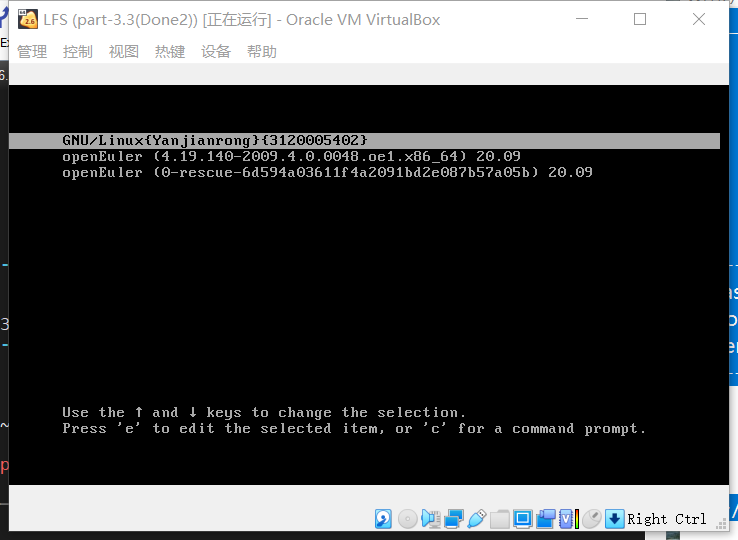 LFS (part-3.3(Done2)) [正在运行] - Oracle VM VirtualBox
管理 控制 视图 热键 设备 帮助
GNU/Linux{Yanjianrong}{3120005402}
openEuler (4.19.140-2009.4.0.0048.oe1.x86_64) 20.09
openEuler (0-rescue-6d594a03611f4a2091bd2e087b57a05b) 20.09
Use the ↑ and ↓ keys to change the selection.
Press 'e' to edit the selected item, or 'c' for a command prompt.
Right Ctrl